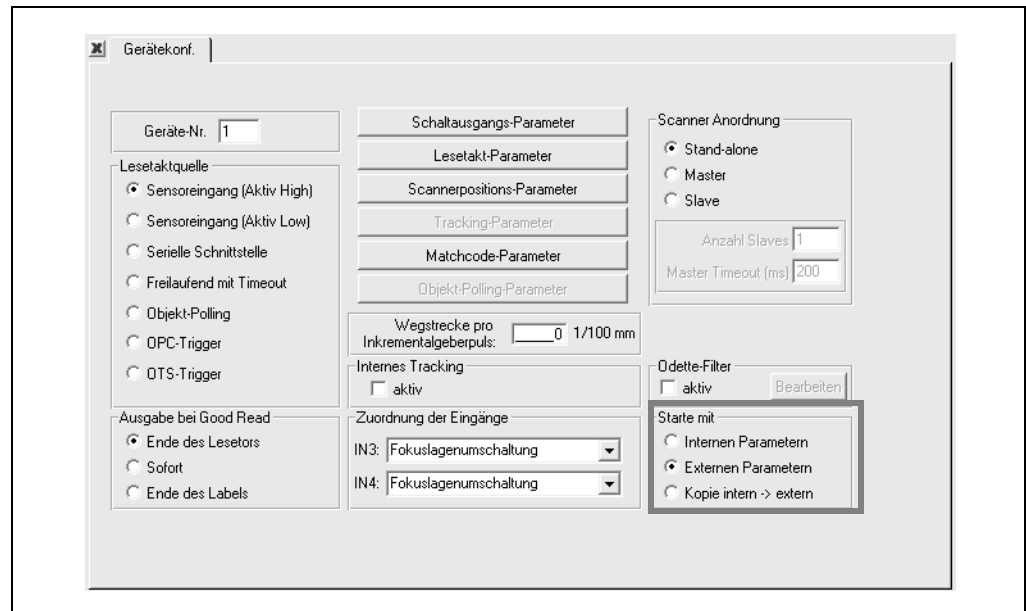 Gerätekonf.
Geräte-Nr. 1
Lesetaktquelle
Sensoreingang (Aktiv High)
Sensoreingang (Aktiv Low)
Serielle Schnittstelle
Freilaufend mit Timeout
Objekt-Polling
OPC-Trigger
OTS-Trigger
Ausgabe bei Good Read
Ende des Lesetors
Sofort
Ende des Labels
Schaltausgangs-Parameter
Lesetakt-Parameter
Scannerpositions-Parameter
Tracking-Parameter
Matchcode-Parameter
Objekt-Polling-Parameter
Wegstrecke pro
Inkrementalgeberpuls: _____0 1/100 mm
Internes Tracking
aktiv
Zuordnung der Eingänge
IN3: Fokuslagenumschaltung
IN4: Fokuslagenumschaltung
Scanner Anordnung
Stand-alone
Master
Slave
Anzahl Slaves 1
Master Timeout (ms) 200
Odette-Filter
aktiv Bearbeiten
Starte mit
Internen Parametern
Externen Parametern
Kopie intern -> extern